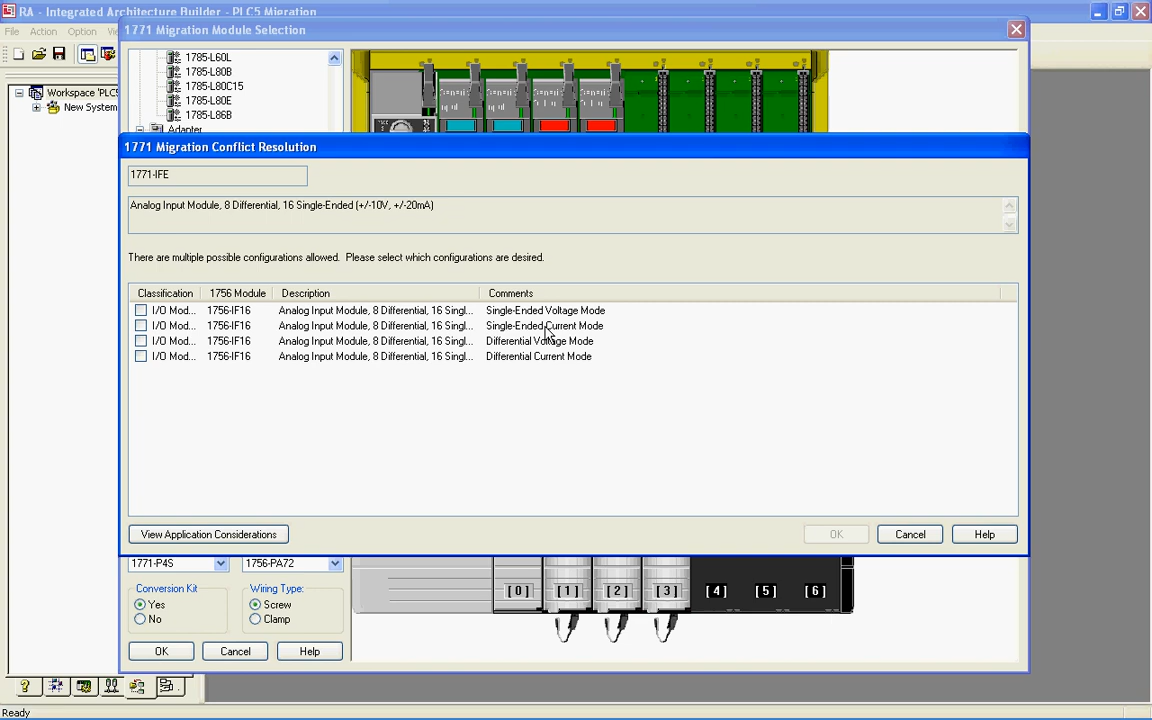 RA - Integrated Architecture Builder - PLC5 Migration
File Action Option
1771 Migration Module Selection
1785-L60L
1785-L80B
1785-L80C15
1785-L80E
1785-L86B
Adapter
Workspace 'PLC5
New System
1771 Migration Conflict Resolution
1771-IFE
Analog Input Module, 8 Differential, 16 Single-Ended (+/-10V, +/-20mA)
There are multiple possible configurations allowed. Please select which configurations are desired.
Classification 1756 Module Description Comments
I/O Mod... 1756-IF16 Analog Input Module, 8 Differential, 16 Singl... Single-Ended Voltage Mode
I/O Mod... 1756-IF16 Analog Input Module, 8 Differential, 16 Singl... Single-Ended Current Mode
I/O Mod... 1756-IF16 Analog Input Module, 8 Differential, 16 Singl... Differential Voltage Mode
I/O Mod... 1756-IF16 Analog Input Module, 8 Differential, 16 Singl... Differential Current Mode
View Application Considerations OK Cancel Help
1771-P4S 1756-PA72
Conversion Kit Wiring Type:
Yes Screw
No Clamp
[0] [1] [2] [3] [4] [5] [6]
OK Cancel Help
Ready